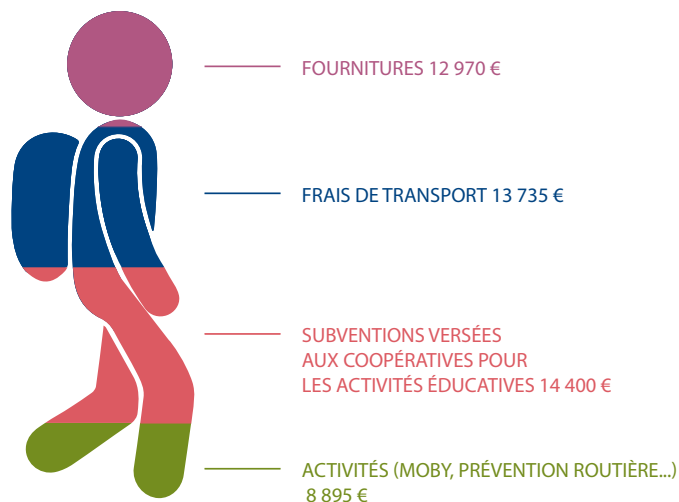 FOURNITURES 12 970 €
FRAIS DE TRANSPORT 13 735 €
SUBVENTIONS VERSÉES
AUX COOPÉRATIVES POUR
LES ACTIVITÉS ÉDUCATIVES 14 400 €
ACTIVITÉS (MOBY, PRÉVENTION ROUTIÈRE...)
8 895 €